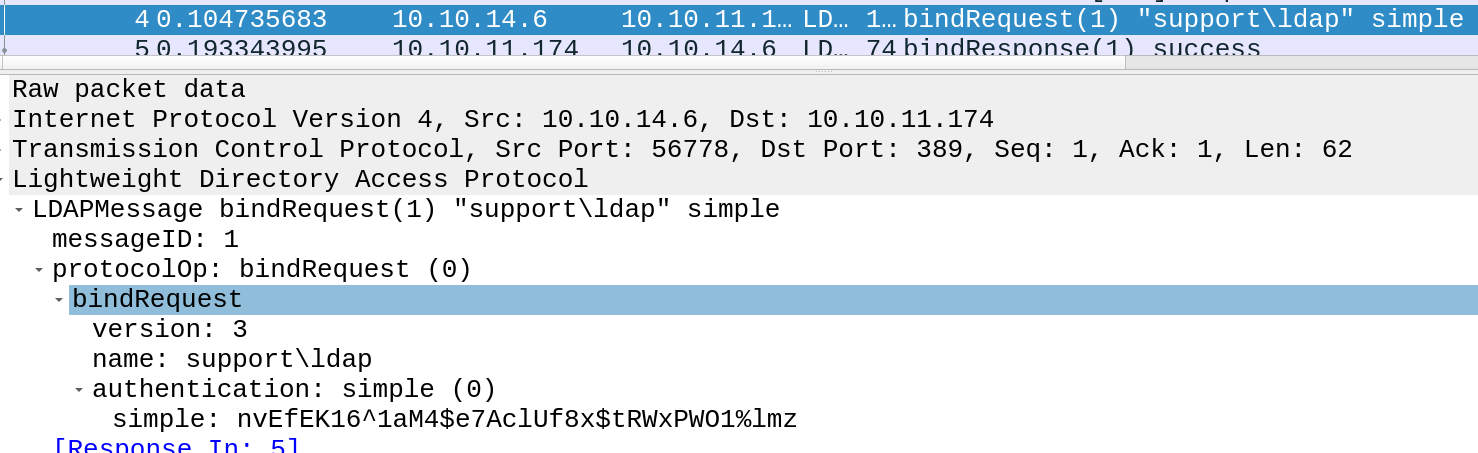 4 0.104735683 10.10.14.6 10.10.11.1… LD… 1… bindRequest(1) "support\ldap" simple
5 0.193343995 10.10.11.174 10.10.14.6 LD… 74 bindResponse(1) success
Raw packet data
Internet Protocol Version 4, Src: 10.10.14.6, Dst: 10.10.11.174
Transmission Control Protocol, Src Port: 56778, Dst Port: 389, Seq: 1, Ack: 1, Len: 62
Lightweight Directory Access Protocol
LDAPMessage bindRequest(1) "support\ldap" simple
messageID: 1
protocolOp: bindRequest (0)
bindRequest
version: 3
name: support\ldap
authentication: simple (0)
simple: nvEfEK16^1aM4$e7AclUf8x$tRWxPWO1%lmz
[Response In: 5]